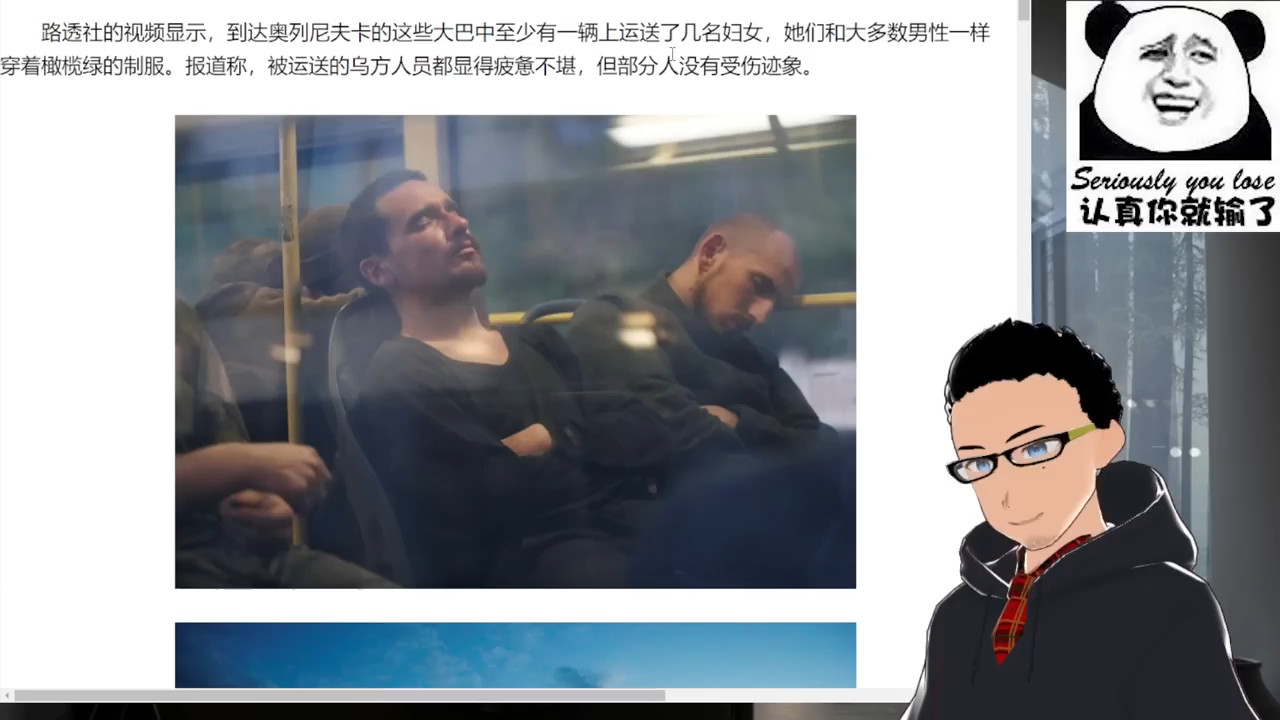 路透社的视频显示，到达奥列尼夫卡的这些大巴中至少有一辆上运送了几名妇女，她们和大多数男性一样
穿着橄榄绿的制服。报道称，被运送的乌方人员都显得疲惫不堪，但部分人没有受伤迹象。
Seriously you lose
认真你就输了